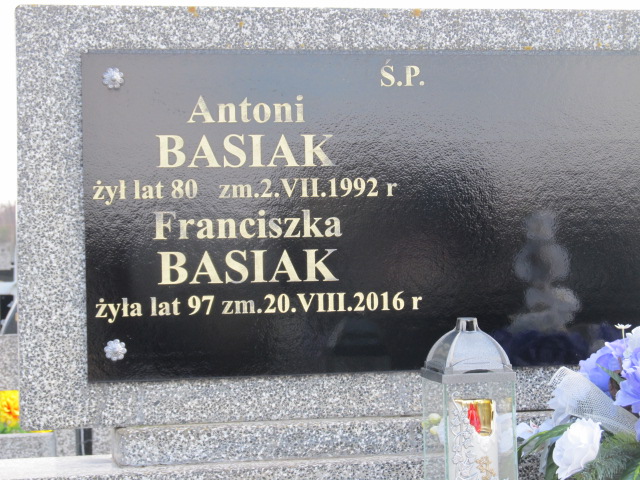 Ś.P.
Antoni
BASIAK
żył lat 80 zm.2.VII.1992 r
Franciszka
BASIAK
żyła lat 97 zm.20.VIII.2016 r